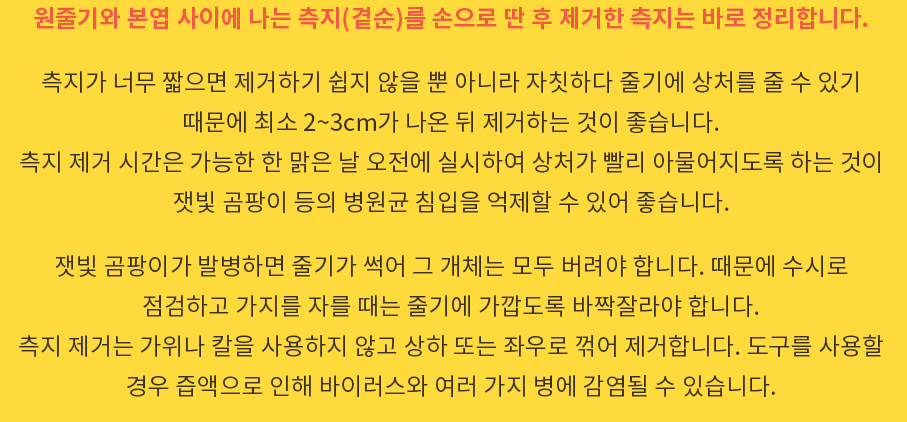 원줄기와 본엽 사이에 나는 측지(곁순)를 손으로 딴 후 제거한 측지는 바로 정리합니다.
측지가 너무 짧으면 제거하기 쉽지 않을 뿐 아니라 자칫하다 줄기에 상처를 줄 수 있기
때문에 최소 2~3cm가 나온 뒤 제거하는 것이 좋습니다.
측지 제거 시간은 가능한 한 맑은 날 오전에 실시하여 상처가 빨리 아물어지도록 하는 것이
잿빛 곰팡이 등의 병원균 침입을 억제할 수 있어 좋습니다.
잿빛 곰팡이가 발병하면 줄기가 썩어 그 개체는 모두 버려야 합니다. 때문에 수시로
점검하고 가지를 자를 때는 줄기에 가깝도록 바짝잘라야 합니다.
측지 제거는 가위나 칼을 사용하지 않고 상하 또는 좌우로 꺾어 제거합니다. 도구를 사용할
경우 즙액으로 인해 바이러스와 여러 가지 병에 감염될 수 있습니다.